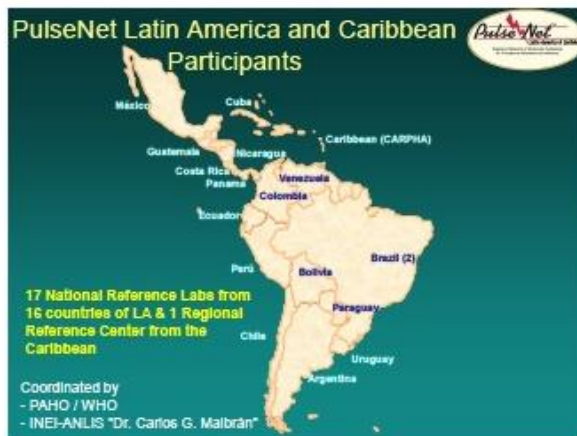 PulseNet Latin America and Caribbean
Participants
PulseNet
México
Cuba
Caribbean (CARPHA)
Guatemala
Nicaragua
Costa Rica
Panama
Venezuela
Colombia
Ecuador
Brazil (2)
Perú
Bolivia
Paraguay
Chile
Uruguay
Argentina
17 National Reference Labs from
16 countries of LA & 1 Regional
Reference Center from the
Caribbean
Coordinated by
- PAHO / WHO
- INEI-ANLIS "Dr. Carlos G. Malbrán"